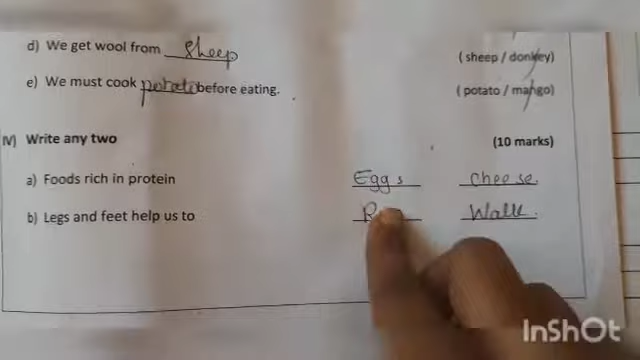 d) We get wool from sheep (sheep / donkey)
e) We must cook potato before eating. (potato / mango)
IV) Write any two (10 marks)
a) Foods rich in protein Eggs cheese.
b) Legs and feet help us to Walk.
InShOt